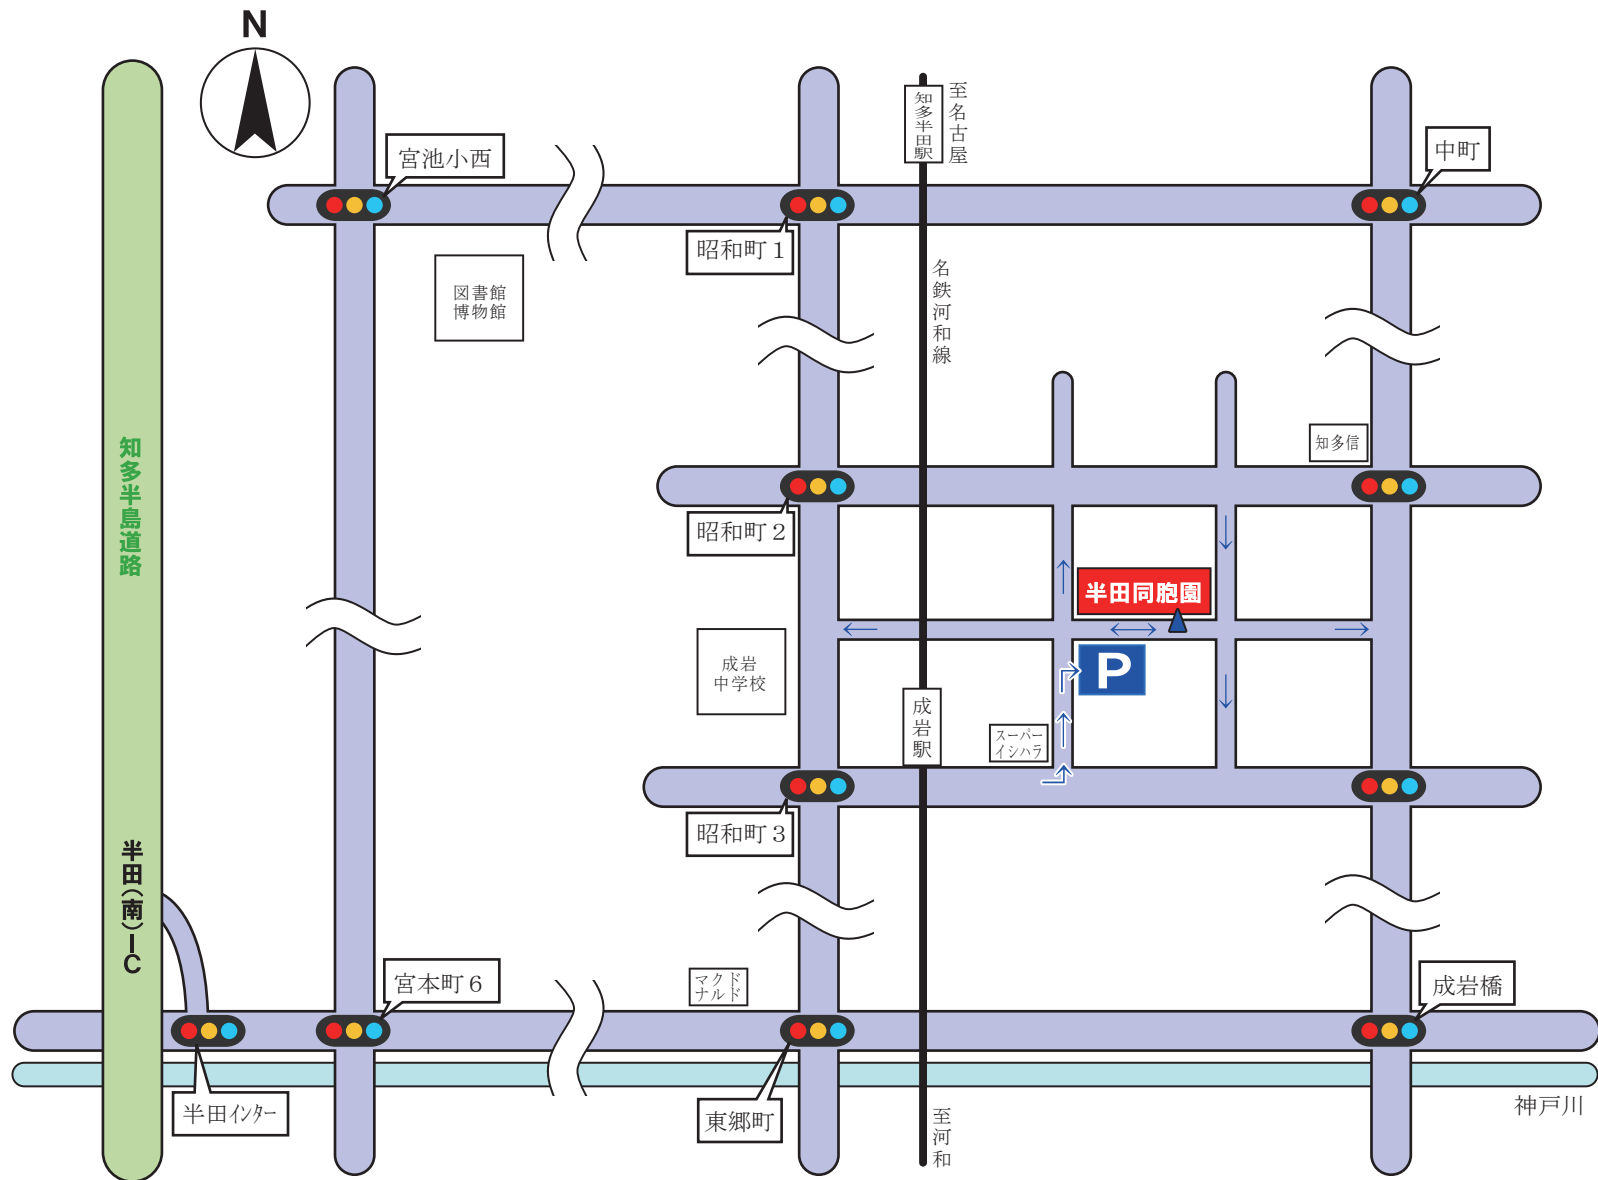 N
宮池小西
知多半田駅
至名古屋
中町
昭和町1
図書館
博物館
名鉄河和線
知多半島道路
知多信
昭和町2
半田同胞園
成岩
中学校
P
成岩駅
スーパー
イシハラ
昭和町3
半田(南)IC
宮本町6
マクド
ナルド
成岩橋
半田インター
東郷町
至河和
神戸川